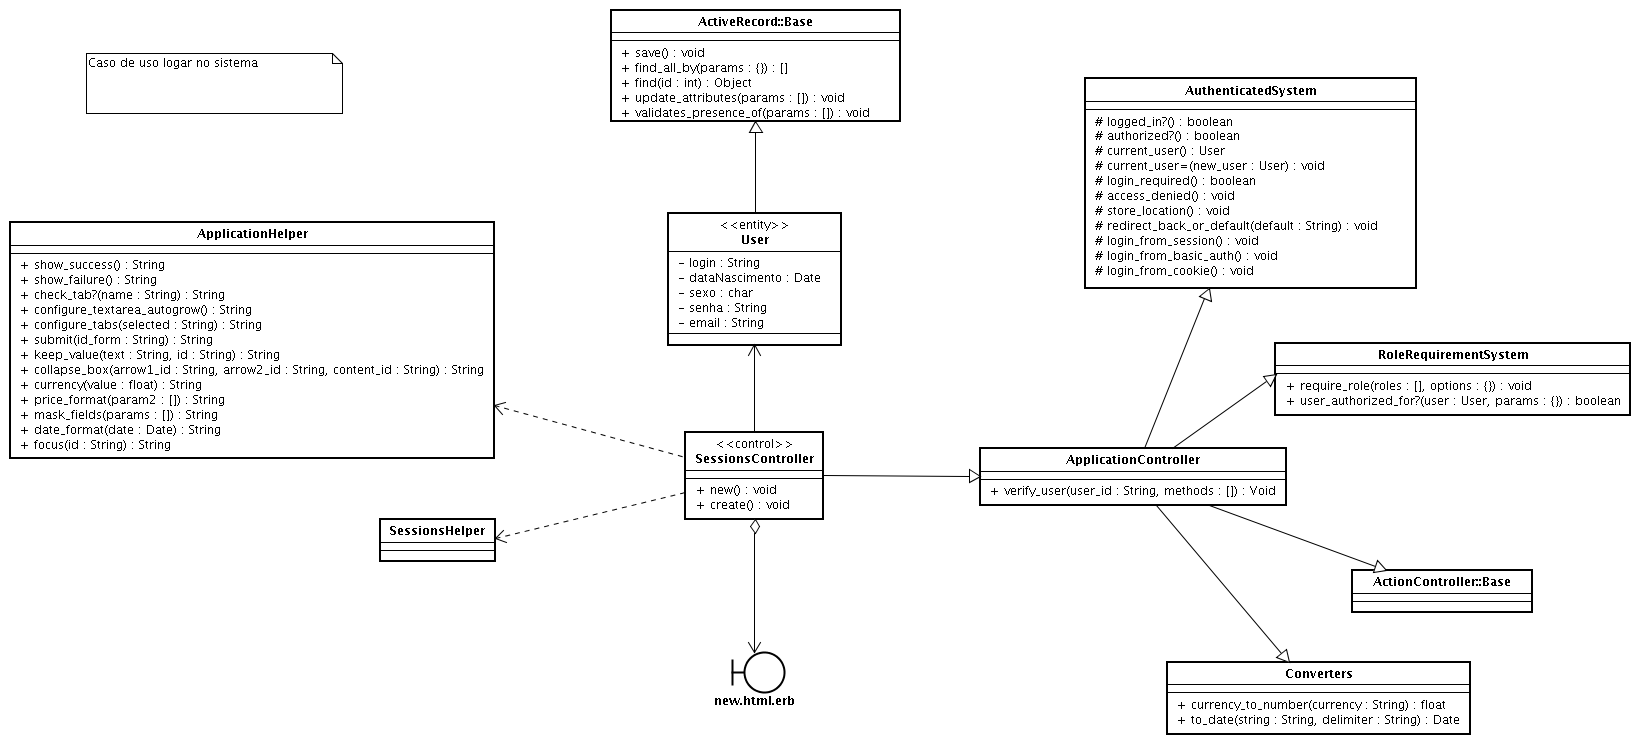 Caso de uso logar no sistema
ActiveRecord::Base
+ save() : void
+ find_all_by(params : {}) : []
+ find(id : int) : Object
+ update_attributes(params : []) : void
+ validates_presence_of(params : []) : void
AuthenticatedSystem
# logged_in?() : boolean
# authorized?() : boolean
# current_user() : User
# current_user=(new_user : User) : void
# login_required() : boolean
# access_denied() : void
# store_location() : void
# redirect_back_or_default(default : String) : void
# login_from_session() : void
# login_from_basic_auth() : void
# login_from_cookie() : void
ApplicationHelper
+ show_success() : String
+ show_failure() : String
+ check_tab?(name : String) : String
+ configure_textarea_autogrow() : String
+ configure_tabs(selected : String) : String
+ submit(id_form : String) : String
+ keep_value(text : String, id : String) : String
+ collapse_box(arrow1_id : String, arrow2_id : String, content_id : String) : String
+ currency(value : float) : String
+ price_format(param2 : []) : String
+ mask_fields(params : []) : String
+ date_format(date : Date) : String
+ focus(id : String) : String
<<entity>>
User
- login : String
- dataNascimento : Date
- sexo : char
- senha : String
- email : String
RoleRequirementSystem
+ require_role(roles : [], options : {}) : void
+ user_authorized_for?(user : User, params : {}) : boolean
<<control>>
SessionsController
+ new() : void
+ create() : void
ApplicationController
+ verify_user(user_id : String, methods : []) : Void
SessionsHelper
ActionController::Base
new.html.erb
Converters
+ currency_to_number(currency : String) : float
+ to_date(string : String, delimiter : String) : Date